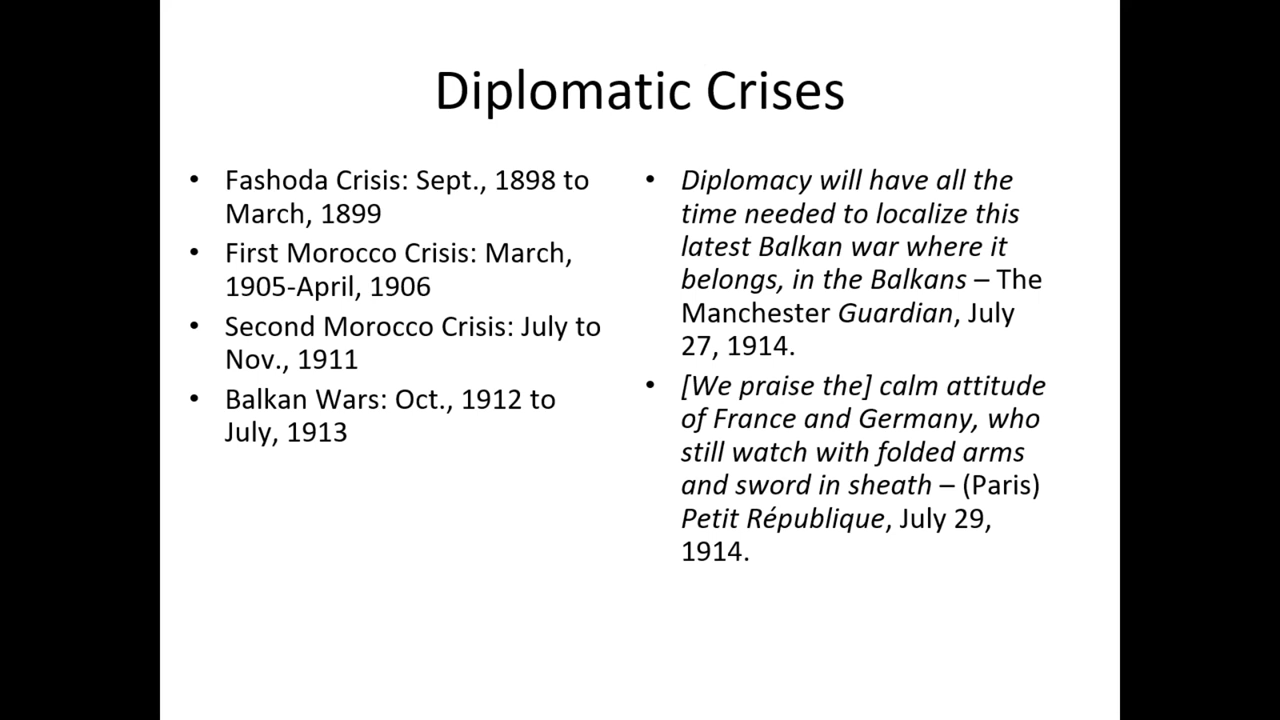 Diplomatic Crises
• Fashoda Crisis: Sept., 1898 to
March, 1899
• First Morocco Crisis: March,
1905-April, 1906
• Second Morocco Crisis: July to
Nov., 1911
• Balkan Wars: Oct., 1912 to
July, 1913
• Diplomacy will have all the
time needed to localize this
latest Balkan war where it
belongs, in the Balkans – The
Manchester Guardian, July
27, 1914.
• [We praise the] calm attitude
of France and Germany, who
still watch with folded arms
and sword in sheath – (Paris)
Petit République, July 29,
1914.